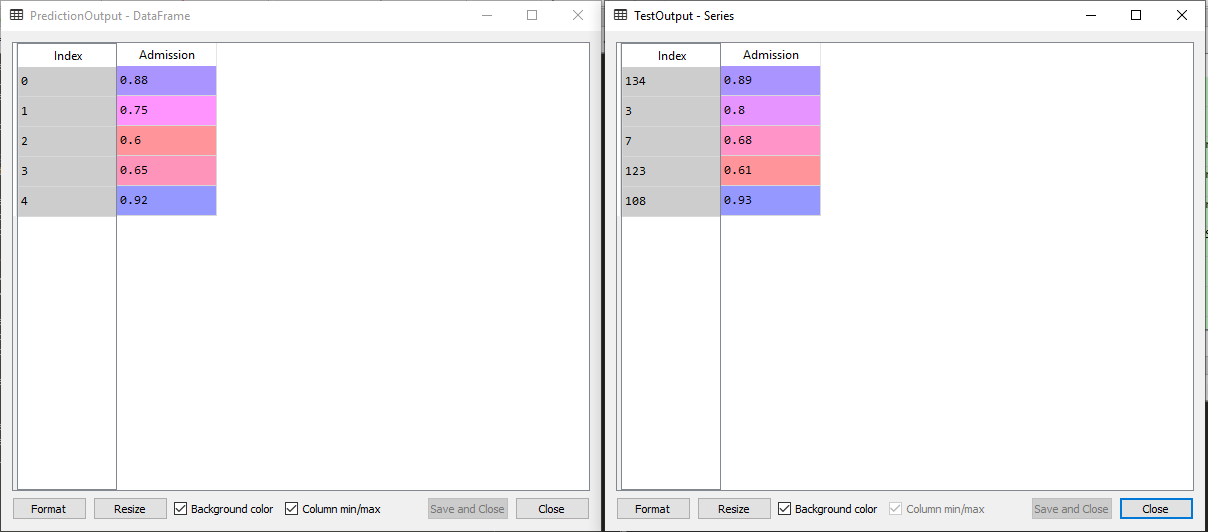 PredictionOutput - DataFrame
Index Admission
0 0.88
1 0.75
2 0.6
3 0.65
4 0.92
Format Resize Background color Column min/max Save and Close Close
TestOutput - Series
Index Admission
134 0.89
3 0.8
7 0.68
123 0.61
108 0.93
Format Resize Background color Column min/max Save and Close Close